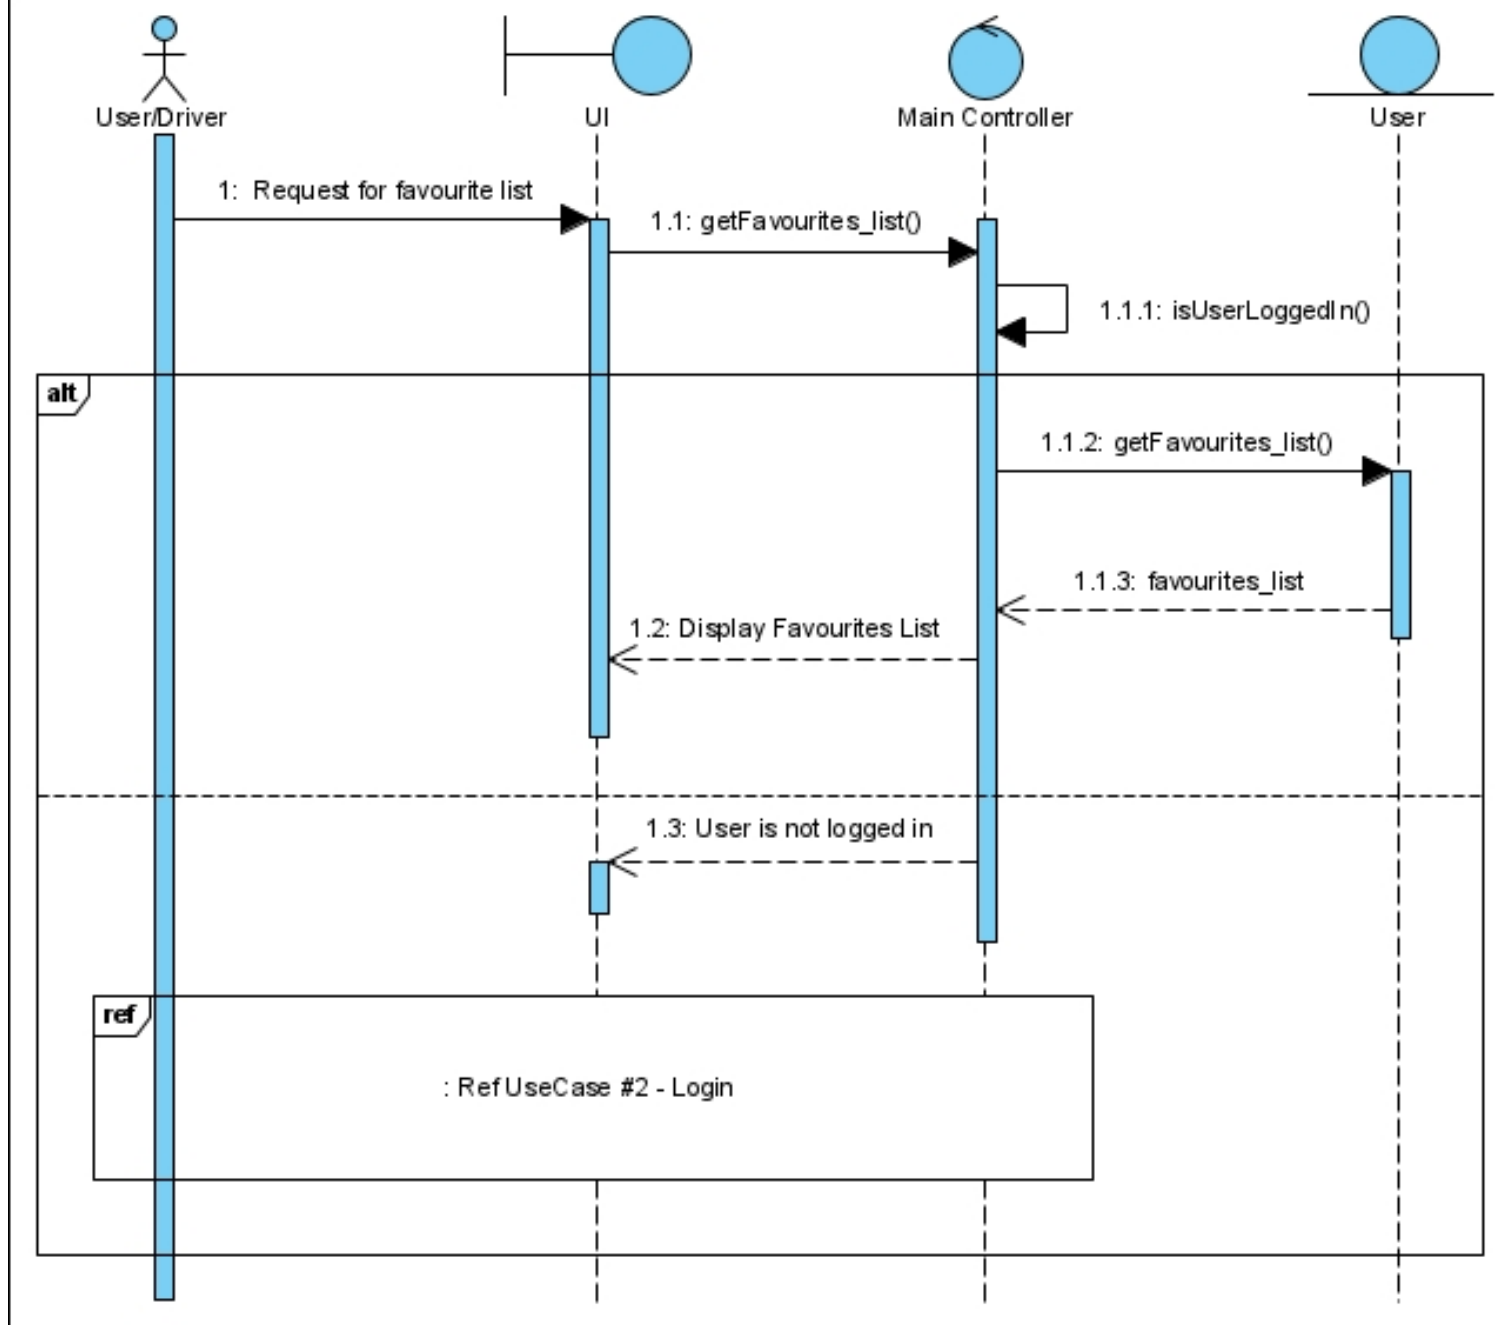 User/Driver
UI
Main Controller
User
1: Request for favourite list
1.1: getFavourites_list()
1.1.1: isUserLoggedIn()
alt
1.1.2: getFavourites_list()
1.1.3: favourites_list
1.2: Display Favourites List
1.3: User is not logged in
ref
: Ref UseCase #2 - Login